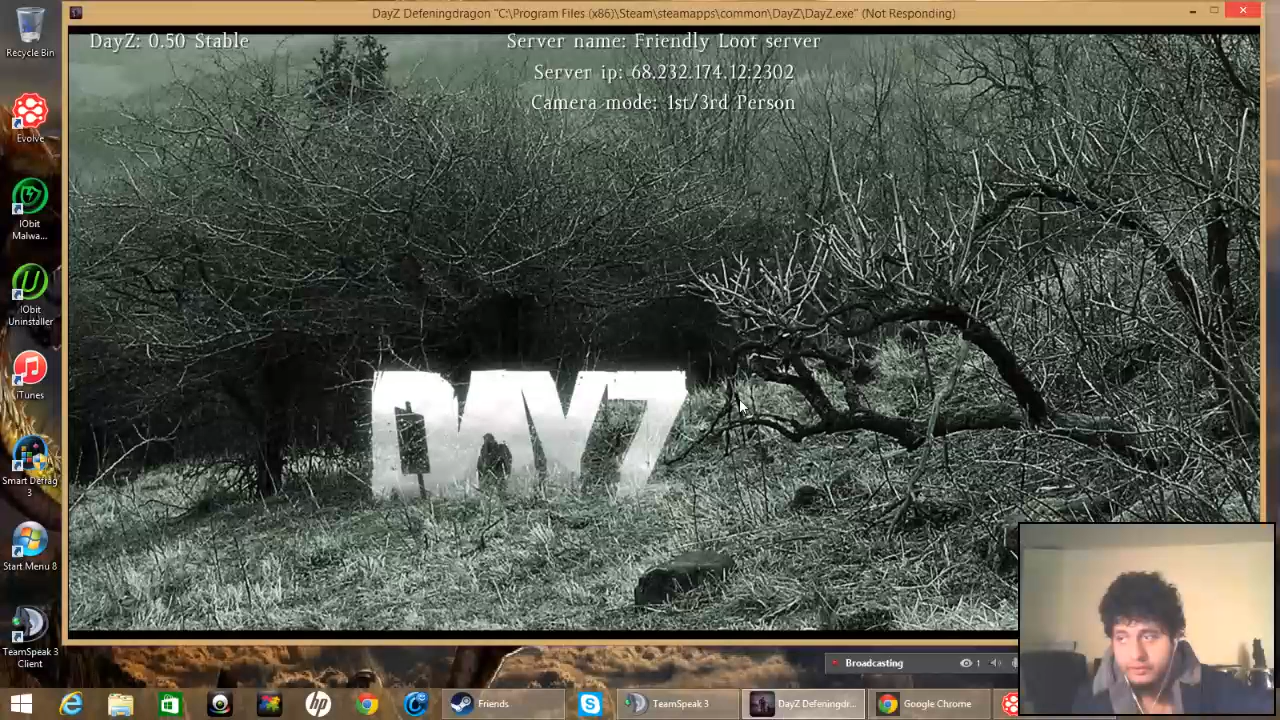 DayZ Defeningdragon "C:\Program Files (x86)\Steam\steamapps\common\DayZ\DayZ.exe" (Not Responding)
DayZ: 0.50 Stable
Server name: Friendly Loot server
Server ip: 68.232.174.12:2302
Camera mode: 1st/3rd Person
DAYZ
Recycle Bin
Evolve
IObit
Malwa...
IObit
Uninstaller
iTunes
Smart Defrag
3
Start Menu 8
TeamSpeak 3
Client
Broadcasting
1
hp
Friends
TeamSpeak 3
DayZ Defeningdr...
Google Chrome